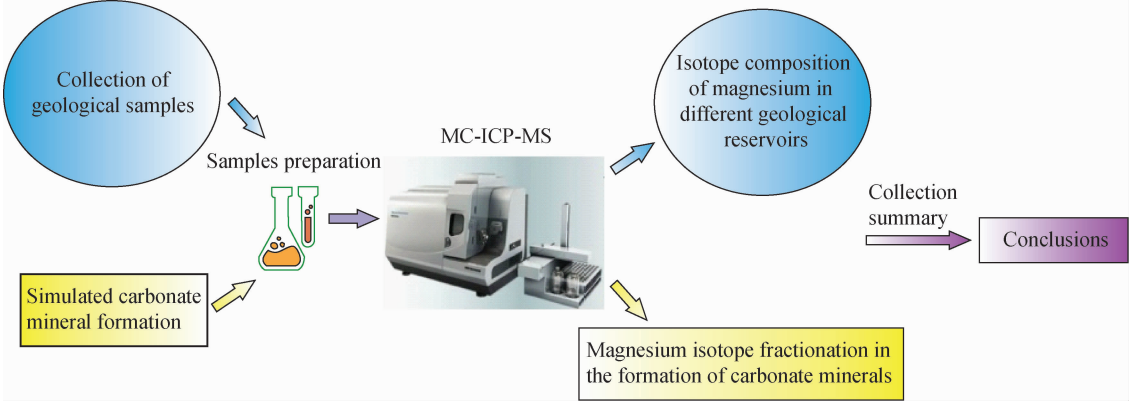 Collection of
geological samples
Samples preparation
Simulated carbonate
mineral formation
MC-ICP-MS
Isotope composition
of magnesium in
different geological
reservoirs
Magnesium isotope fractionation in
the formation of carbonate minerals
Collection
summary
Conclusions